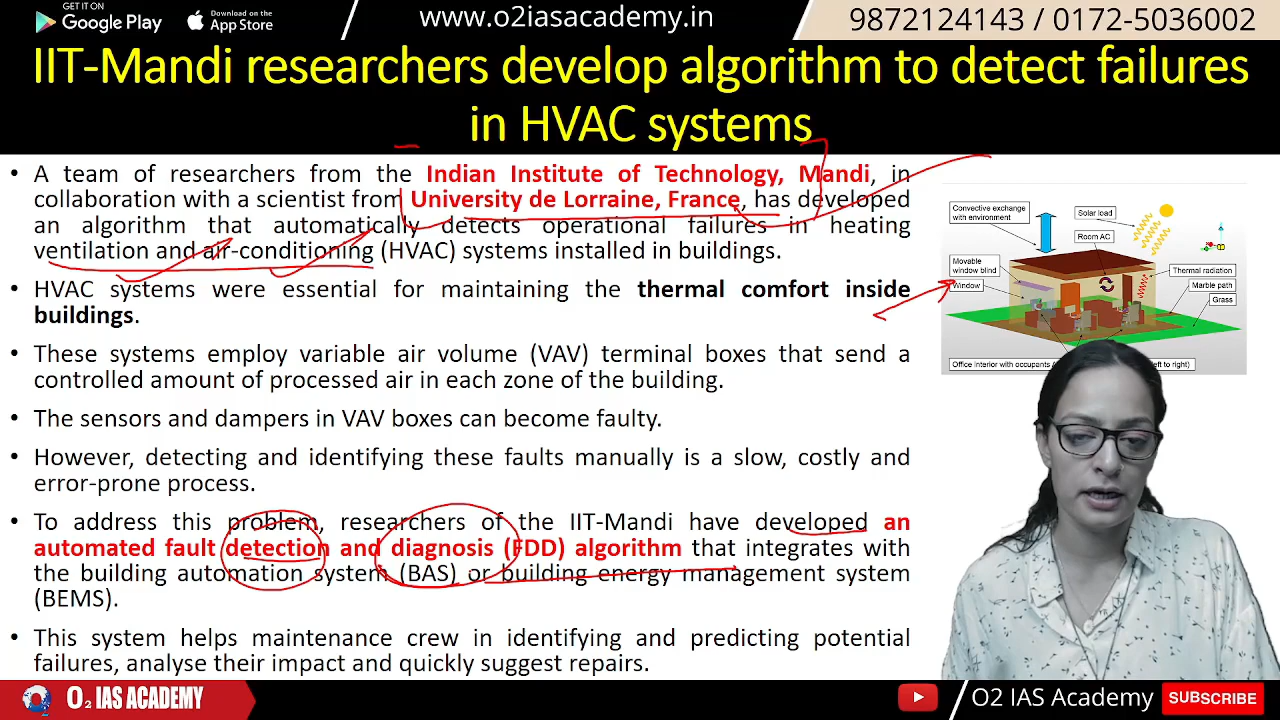 GET IT ON
Google Play
Download on the
App Store
www.o2iasacademy.in
9872124143 / 0172-5036002
IIT-Mandi researchers develop algorithm to detect failures
in HVAC systems
• A team of researchers from the Indian Institute of Technology, Mandi, in
collaboration with a scientist from University de Lorraine, France, has developed
an algorithm that automatically detects operational failures in heating
ventilation and air-conditioning (HVAC) systems installed in buildings.
• HVAC systems were essential for maintaining the thermal comfort inside
buildings.
• These systems employ variable air volume (VAV) terminal boxes that send a
controlled amount of processed air in each zone of the building.
• The sensors and dampers in VAV boxes can become faulty.
• However, detecting and identifying these faults manually is a slow, costly and
error-prone process.
• To address this problem, researchers of the IIT-Mandi have developed an
automated fault detection and diagnosis (FDD) algorithm that integrates with
the building automation system (BAS) or building energy management system
(BEMS).
• This system helps maintenance crew in identifying and predicting potential
failures, analyse their impact and quickly suggest repairs.
Convective exchange
with environment
Solar load
Room AC
Movable
window blind
Window
Thermal radiation
Marble path
Grass
Office Interior with occupants
left to right)
O2 IAS ACADEMY
O2 IAS Academy
SUBSCRIBE